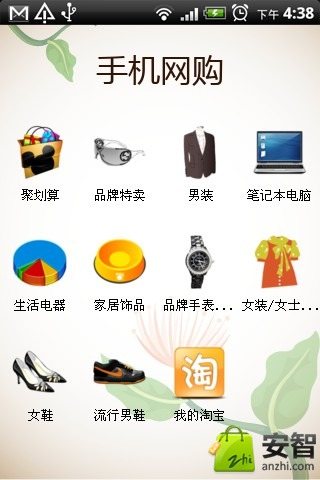 下午 4:38
手机网购
聚划算 品牌特卖 男装 笔记本电脑
生活电器 家居饰品 品牌手表... 女装/女士...
淘
女鞋 流行男鞋 我的淘宝
zhi
安智
anzhi.com